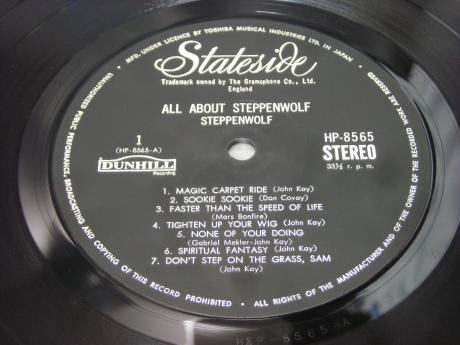 MFD. UNDER LICENCE BY TOSHIBA MUSICAL INDUSTRIES LTD. IN JAPAN
Stateside
Trademark owned by The Gramophone Co., Ltd.
England
ALL ABOUT STEPPENWOLF
STEPPENWOLF
1
(HP-8565-A)
DUNHILL
Recording
HP-8565
STEREO
33⅓ r. p. m.
1. MAGIC CARPET RIDE (John Kay)
2. SOOKIE SOOKIE (Don Covay)
3. FASTER THAN THE SPEED OF LIFE
(Mars Bonfire)
4. TIGHTEN UP YOUR WIG (John Kay)
5. NONE OF YOUR DOING
(Gabriel Mekler-John Kay)
6. SPIRITUAL FANTASY (John Kay)
7. DON'T STEP ON THE GRASS, SAM
(John Kay)
UNAUTHORIZED PUBLIC PERFORMANCE, BROADCASTING AND COPYING OF THIS RECORD PROHIBITED • ALL RIGHTS OF THE MANUFACTURER AND OF THE OWNER OF THE RECORDED WORK ARE RESERVED
HP-8565-A